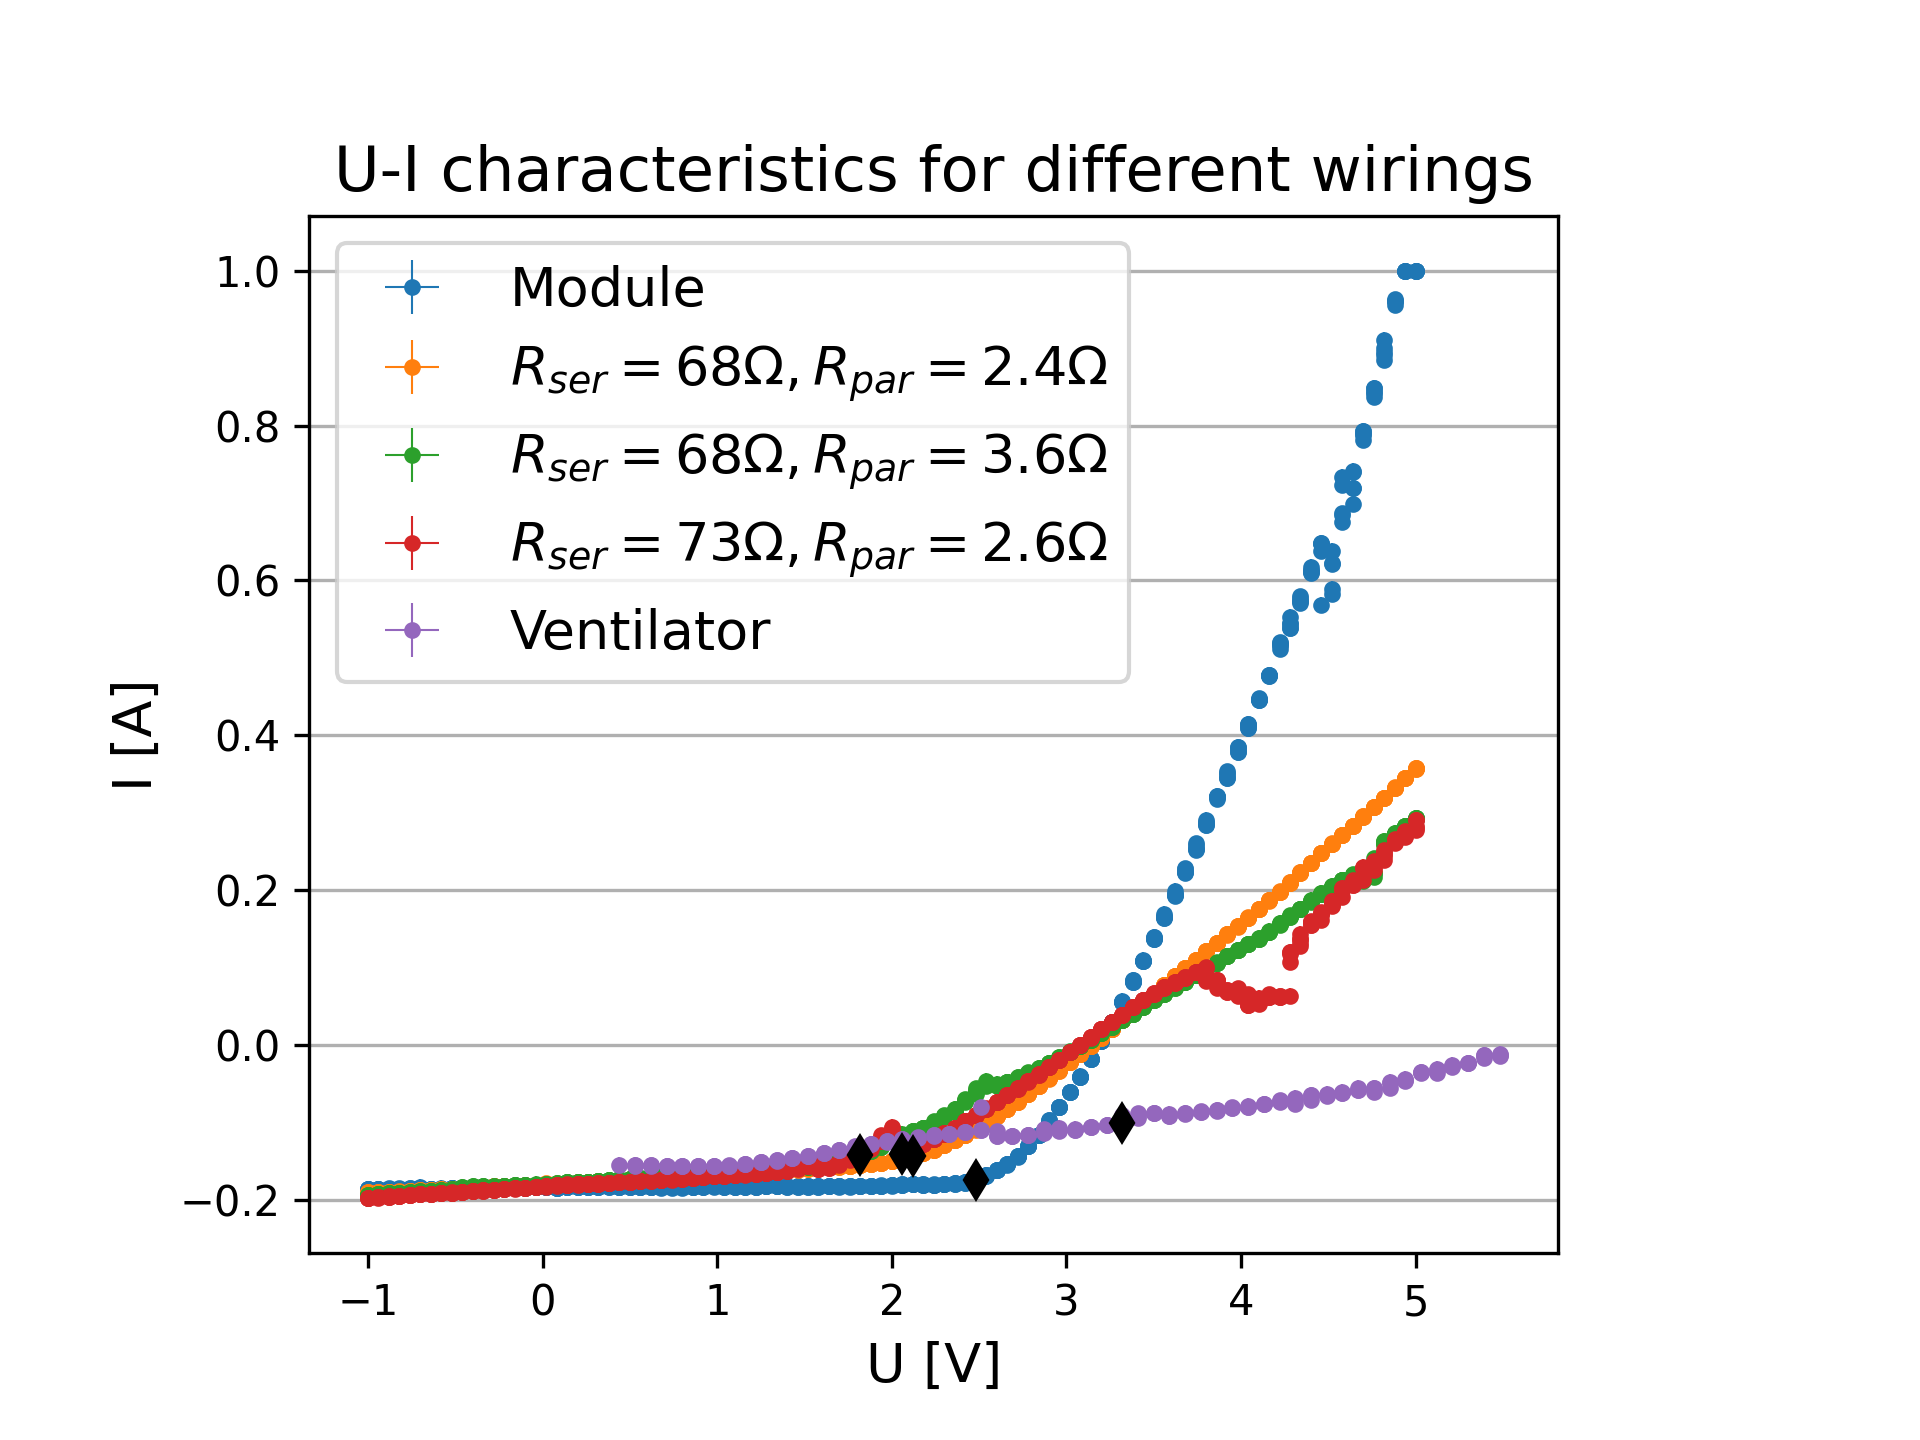 U-I characteristics for different wirings
Module
R_ser = 68Ω, R_par = 2.4Ω
R_ser = 68Ω, R_par = 3.6Ω
R_ser = 73Ω, R_par = 2.6Ω
Ventilator
1.0
0.8
0.6
0.4
0.2
0.0
−0.2
I [A]
−1 0 1 2 3 4 5
U [V]